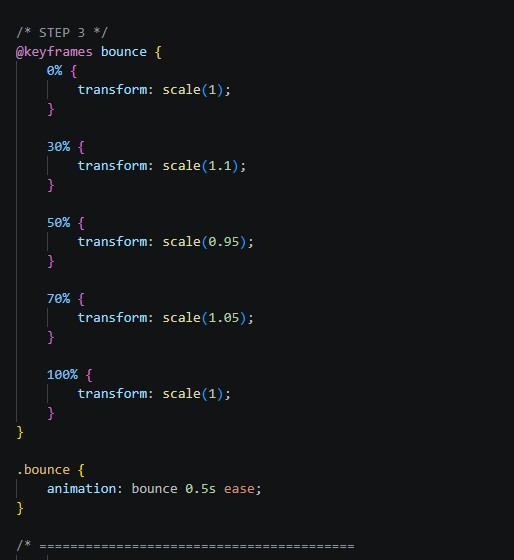 /* STEP 3 */
@keyframes bounce {
    0% {
        transform: scale(1);
    }

    30% {
        transform: scale(1.1);
    }

    50% {
        transform: scale(0.95);
    }

    70% {
        transform: scale(1.05);
    }

    100% {
        transform: scale(1);
    }
}

.bounce {
    animation: bounce 0.5s ease;
}

/* =========================================